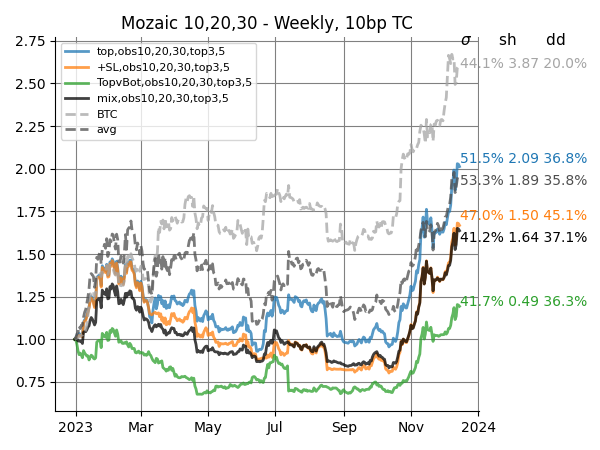 Mozaic 10,20,30 - Weekly, 10bp TC
σ sh dd
top,obs10,20,30,top3,5
+SL,obs10,20,30,top3,5
TopvBot,obs10,20,30,top3,5
mix,obs10,20,30,top3,5
BTC
avg
44.1% 3.87 20.0%
51.5% 2.09 36.8%
53.3% 1.89 35.8%
47.0% 1.50 45.1%
41.2% 1.64 37.1%
41.7% 0.49 36.3%
2.75
2.50
2.25
2.00
1.75
1.50
1.25
1.00
0.75
2023 Mar May Jul Sep Nov 2024